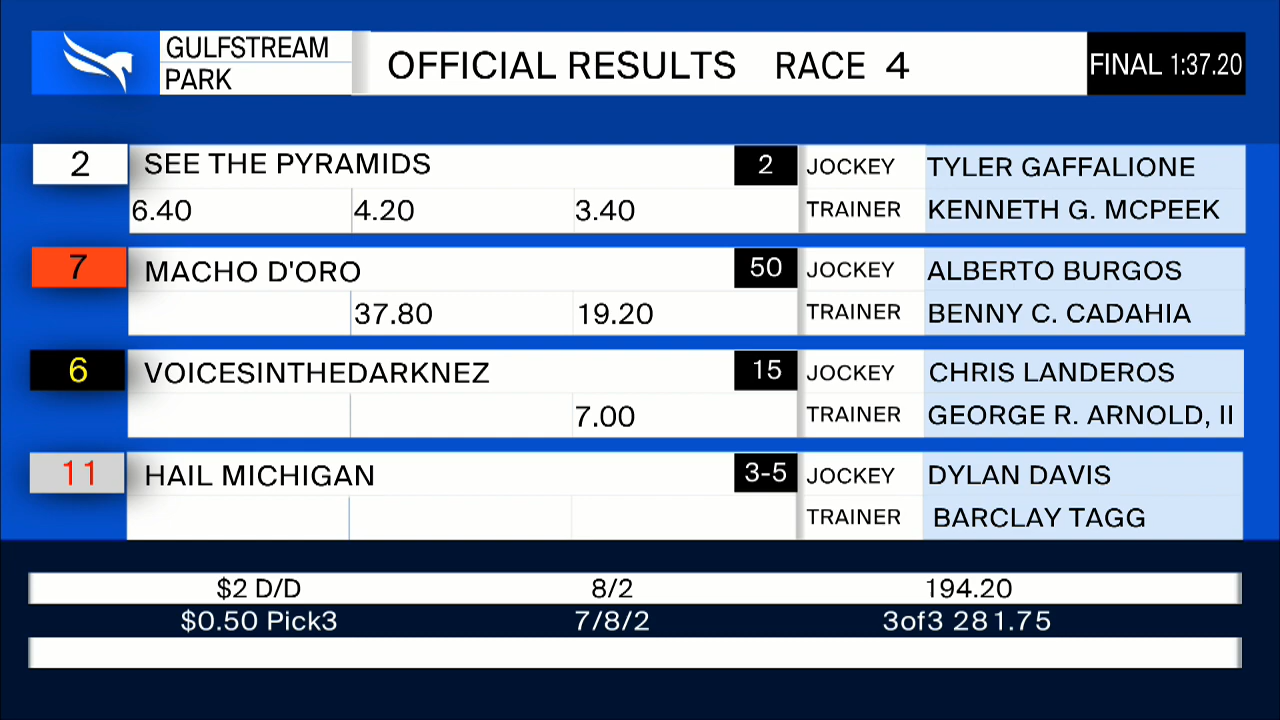 GULFSTREAM PARK
OFFICIAL RESULTS RACE 4
FINAL 1:37.20
2 SEE THE PYRAMIDS 2 JOCKEY TYLER GAFFALIONE
6.40 4.20 3.40 TRAINER KENNETH G. MCPEEK
7 MACHO D'ORO 50 JOCKEY ALBERTO BURGOS
37.80 19.20 TRAINER BENNY C. CADAHIA
6 VOICESINTHEDARKNEZ 15 JOCKEY CHRIS LANDEROS
7.00 TRAINER GEORGE R. ARNOLD, II
11 HAIL MICHIGAN 3-5 JOCKEY DYLAN DAVIS
TRAINER BARCLAY TAGG
$2 D/D 8/2 194.20
$0.50 Pick3 7/8/2 3of3 281.75